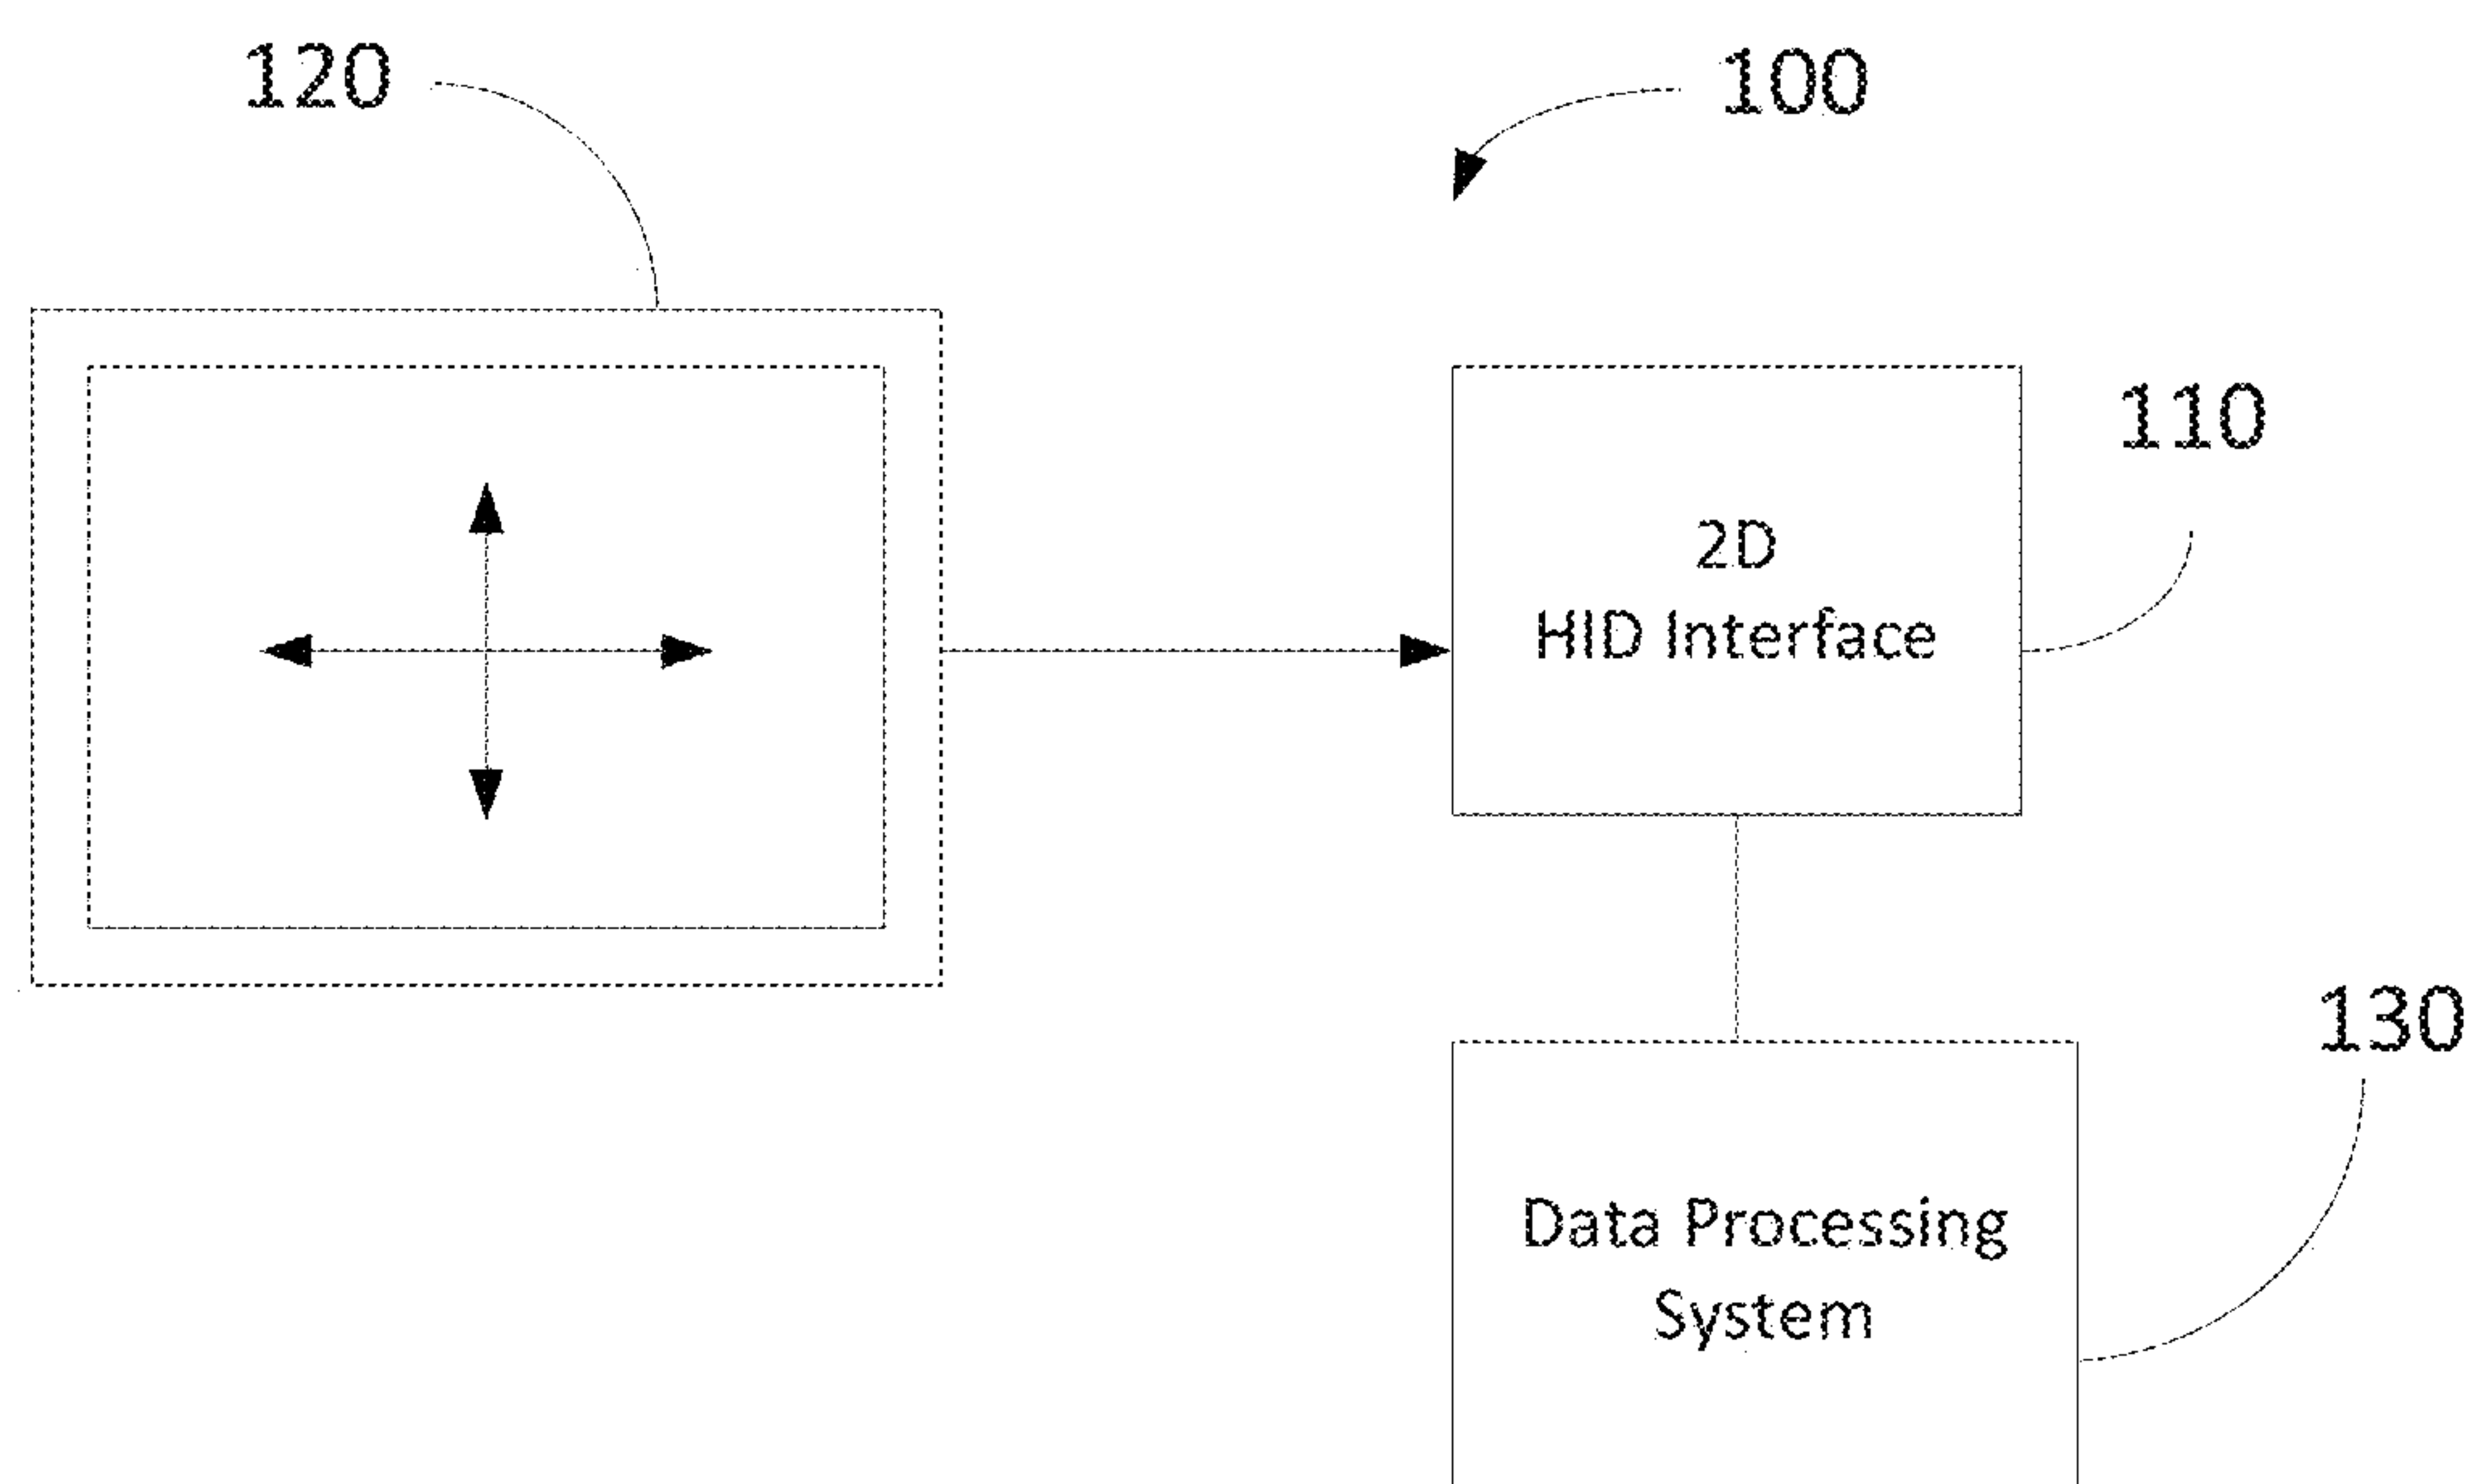 120
100
110
2D
HID Interface
130
Data Processing
System